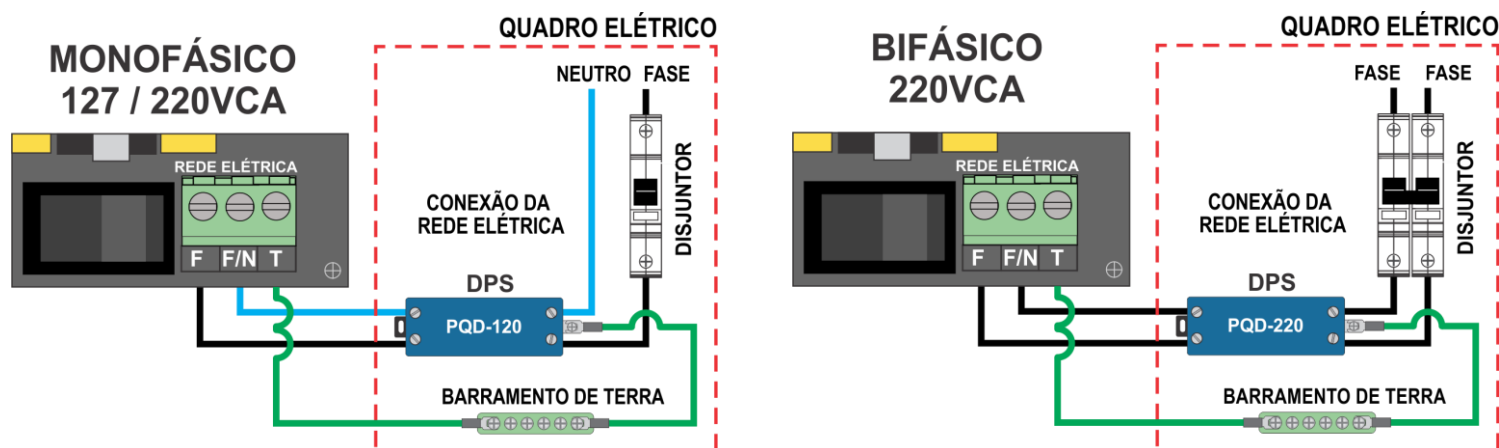 MONOFÁSICO
127 / 220VCA
QUADRO ELÉTRICO
NEUTRO FASE
REDE ELÉTRICA
F F/N T
CONEXÃO DA
REDE ELÉTRICA
DISJUNTOR
DPS
PQD-120
BARRAMENTO DE TERRA
BIFÁSICO
220VCA
QUADRO ELÉTRICO
FASE FASE
REDE ELÉTRICA
F F/N T
CONEXÃO DA
REDE ELÉTRICA
DISJUNTOR
DPS
PQD-220
BARRAMENTO DE TERRA